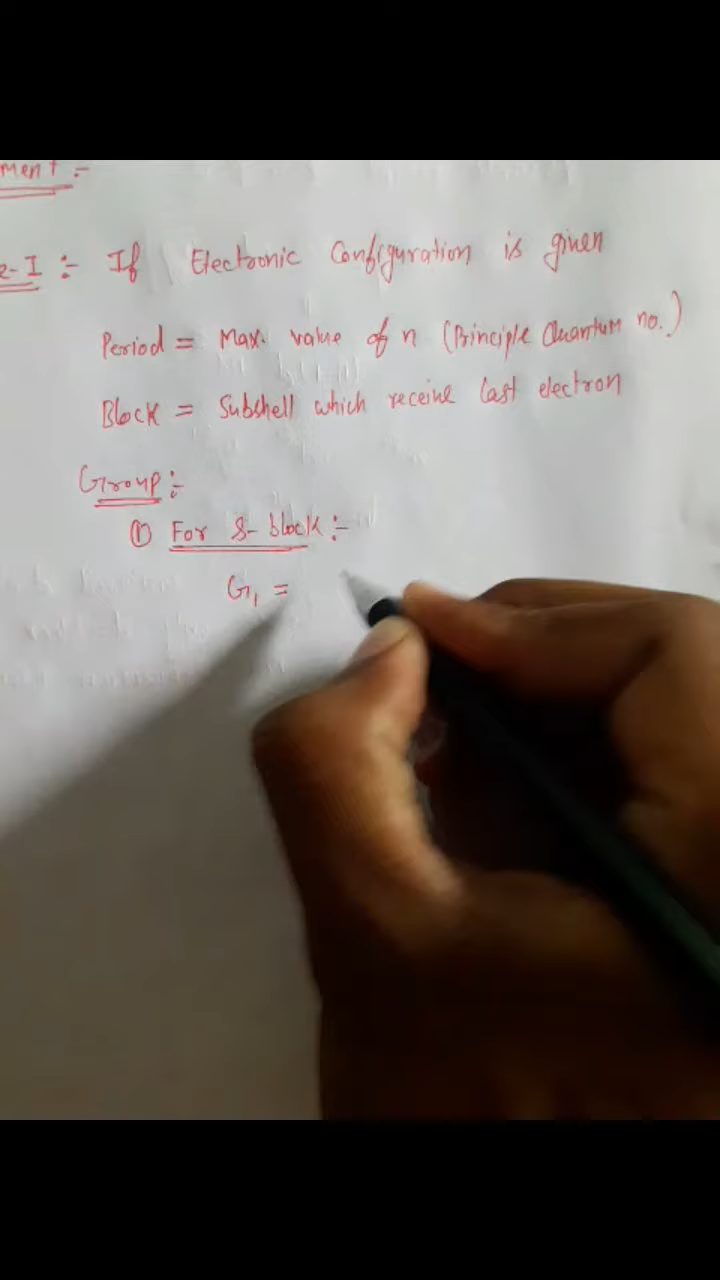 ment :-
e-I :- If Electronic Configuration is given
Period = Max. value of n (Principle Quantum no.)
Block = Subshell which receive last electron
Group :-
① For S-block :-
G₁ =